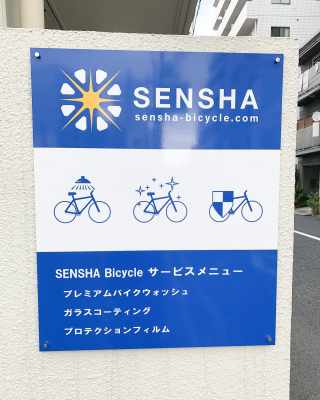 SENSHA
sensha-bicycle.com
SENSHA Bicycle サービスメニュー
プレミアムバイクウォッシュ
ガラスコーティング
プロテクションフィルム